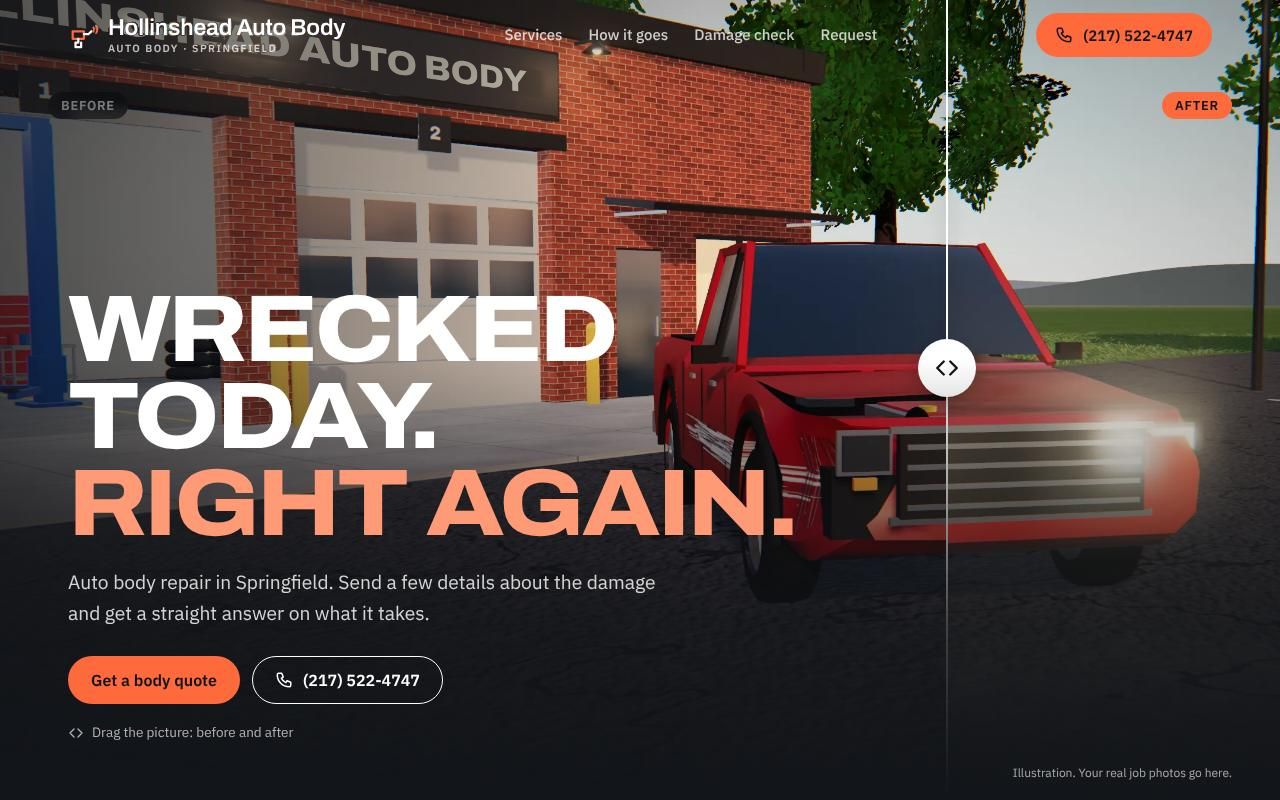 Hollinshead Auto Body
AUTO BODY · SPRINGFIELD
Services
How it goes
Damage check
Request
(217) 522-4747
AUTO BODY
1
BEFORE
AFTER
2
WRECKED
TODAY.
RIGHT AGAIN.
Auto body repair in Springfield. Send a few details about the damage
and get a straight answer on what it takes.
Get a body quote
(217) 522-4747
Drag the picture: before and after
Illustration. Your real job photos go here.